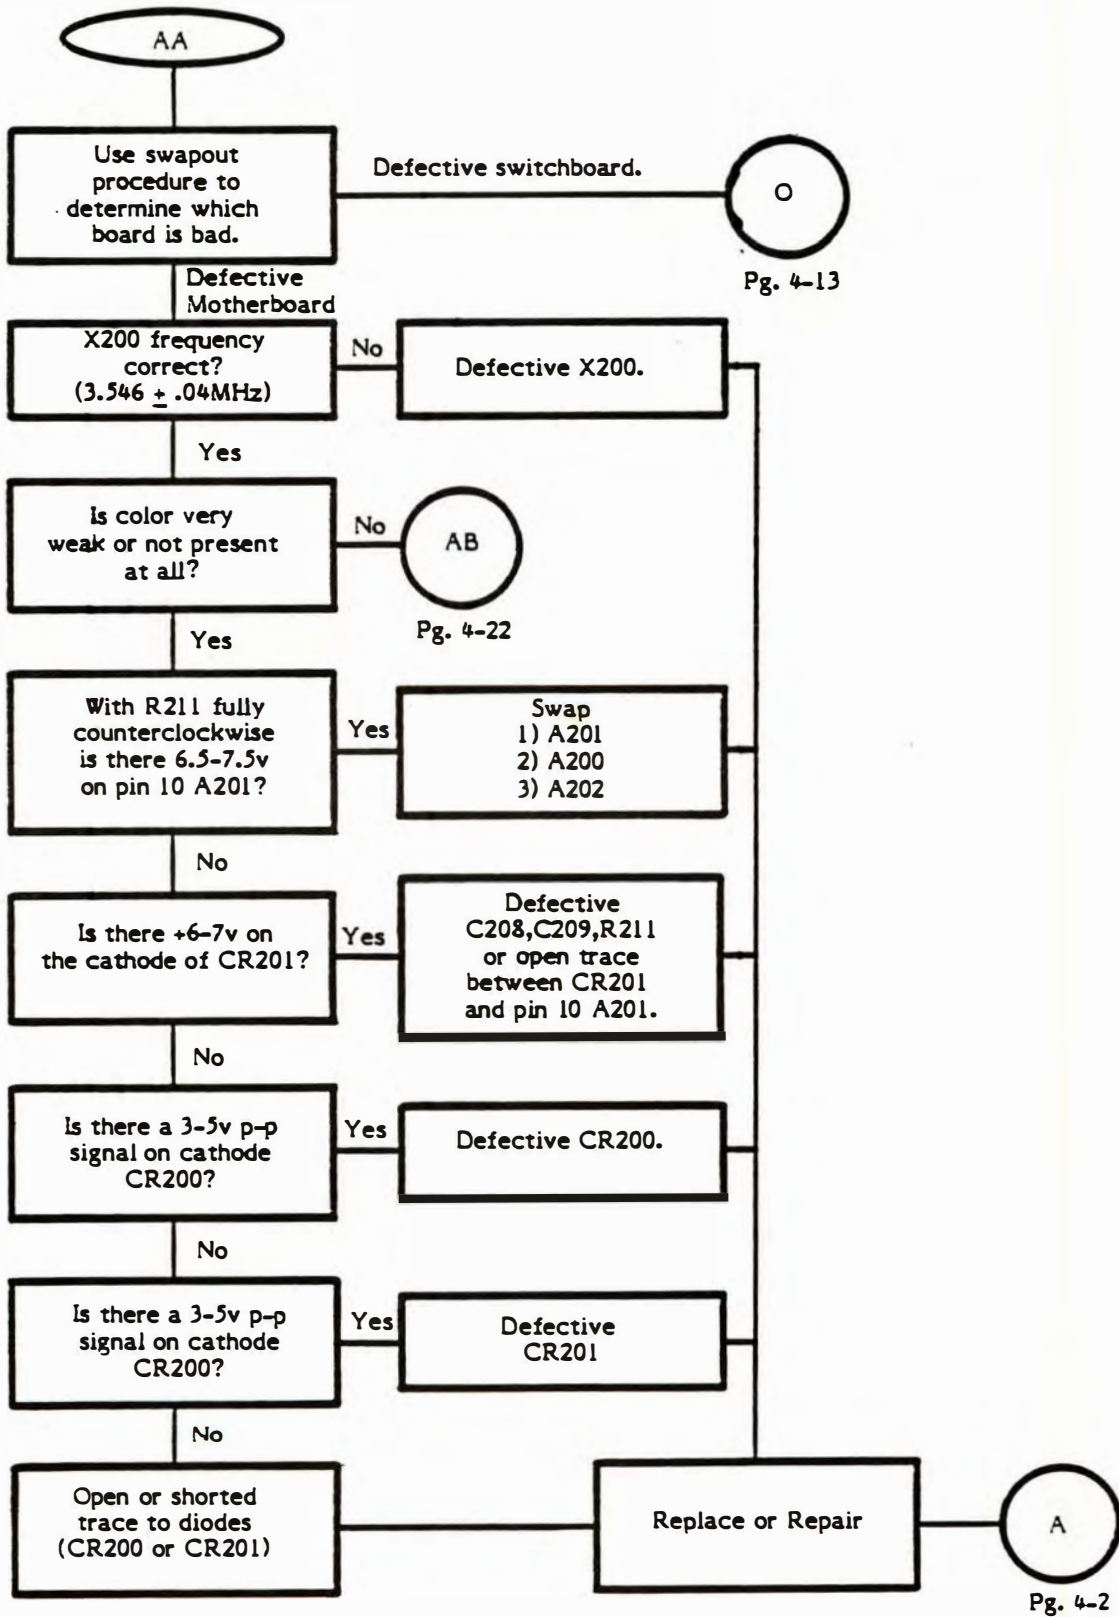 AA
Use swapout
procedure to
determine which
board is bad.
Defective switchboard.
O
Pg. 4-13
Defective
Motherboard
X200 frequency
correct?
(3.546 ± .04MHz)
No
Defective X200.
Yes
Is color very
weak or not present
at all?
No
AB
Pg. 4-22
Yes
With R211 fully
counterclockwise
is there 6.5-7.5v
on pin 10 A201?
Yes
Swap
1) A201
2) A200
3) A202
No
Is there +6-7v on
the cathode of CR201?
Yes
Defective
C208,C209,R211
or open trace
between CR201
and pin 10 A201.
No
Is there a 3-5v p-p
signal on cathode
CR200?
Yes
Defective CR200.
No
Is there a 3-5v p-p
signal on cathode
CR200?
Yes
Defective
CR201
No
Open or shorted
trace to diodes
(CR200 or CR201)
Replace or Repair
A
Pg. 4-2